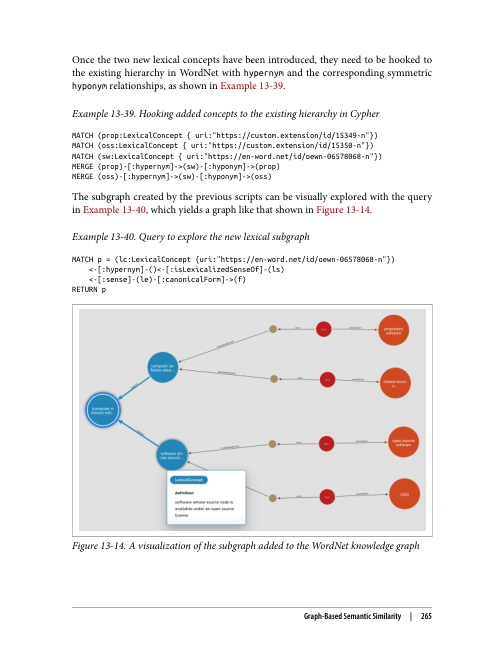 Once the two new lexical concepts have been introduced, they need to be hooked to
the existing hierarchy in WordNet with hypernym and the corresponding symmetric
hyponym relationships, as shown in Example 13-39.
Example 13-39. Hooking added concepts to the existing hierarchy in Cypher
MATCH (prop:LexicalConcept { uri:"https://custom.extension/id/15349-n"})
MATCH (oss:LexicalConcept { uri:"https://custom.extension/id/15350-n"})
MATCH (sw:LexicalConcept { uri:"https://en-word.net/id/oewn-06578068-n"})
MERGE (prop)-[:hypernym]->(sw)-[:hyponym]->(prop)
MERGE (oss)-[:hypernym]->(sw)-[:hyponym]->(oss)
The subgraph created by the previous scripts can be visually explored with the query
in Example 13-40, which yields a graph like that shown in Figure 13-14.
Example 13-40. Query to explore the new lexical subgraph
MATCH p = (lc:LexicalConcept {uri:"https://en-word.net/id/oewn-06578068-n"})
<-[:hypernym]-()<-[:isLexicalizedSenseOf]-(ls)
<-[:sense]-(le)-[:canonicalForm]->(f)
RETURN p
proprietary
software
computer so
ftware
open source
software
software wh
ose source
OSS
LexicalConcept
definition
software whose source code is
available under an open source
license
Figure 13-14. A visualization of the subgraph added to the WordNet knowledge graph
Graph-Based Semantic Similarity | 265